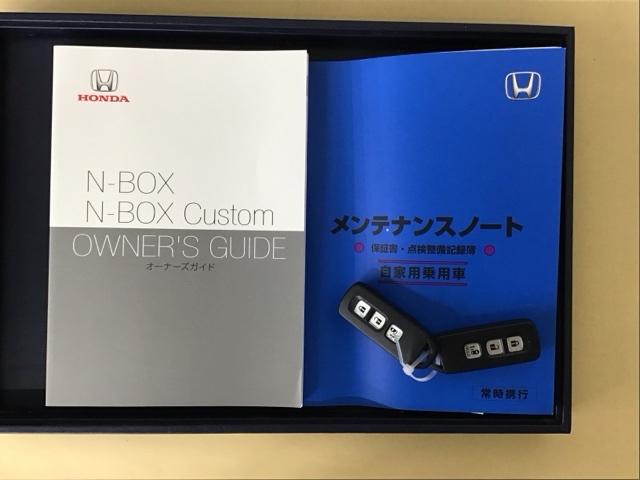 HONDA
N-BOX
N-BOX Custom
OWNER'S GUIDE
オーナーズガイド
メンテナンスノート
保証書・点検整備記録簿
自家用乗用車
常時携行